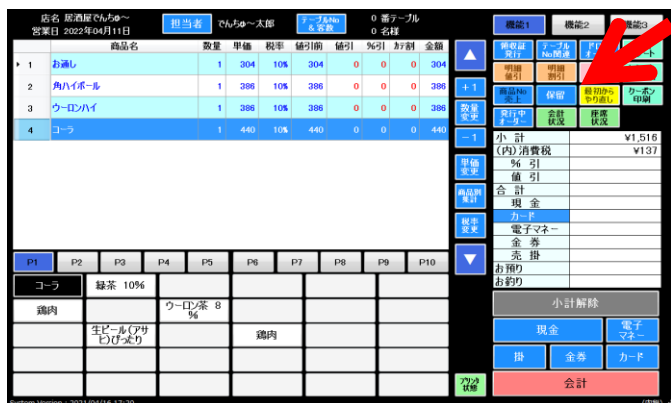 店名 居酒屋でんちゅ～
営業日 2022年04月11日
担当者 でんちゅ～太郎
テーブルNo
& 客数
0 番テーブル
0 名様
機能1 機能2 機能3
商品名 数量 単価 税率 値引前 値引 %引 カテ割 金額
1 お通し 1 304 10% 304 0 0 0 304
2 角ハイボール 1 386 10% 386 0 0 0 386
3 ウーロンハイ 1 386 10% 386 0 0 0 386
4 コーラ 1 440 10% 440 0 0 0 440
+1
数量
変更
-1
単価
変更
商品別
集計
税率
変更
領収証
発行
テーブル
No関連
明細
値引
明細
割引
商品No
売上
保留
最初から
やり直し
クーポン
印刷
発行中
オーダー
会計
状況
座席
状況
小 計 ¥1,516
(内)消費税 ¥137
% 引
値 引
合 計
現 金
カード
電子マネー
金 券
売 掛
お預り
お釣り
P1 P2 P3 P4 P5 P6 P7 P8 P9 P10
コーラ 緑茶 10%
鶏肉 ウーロン茶 8
%
生ビール(アサ
ヒ)ぴったり 鶏肉
小計解除
現金 電子
マネー
掛 金券 カード
会計
プリンタ
状態
System Version : 2021/04/16 17:20